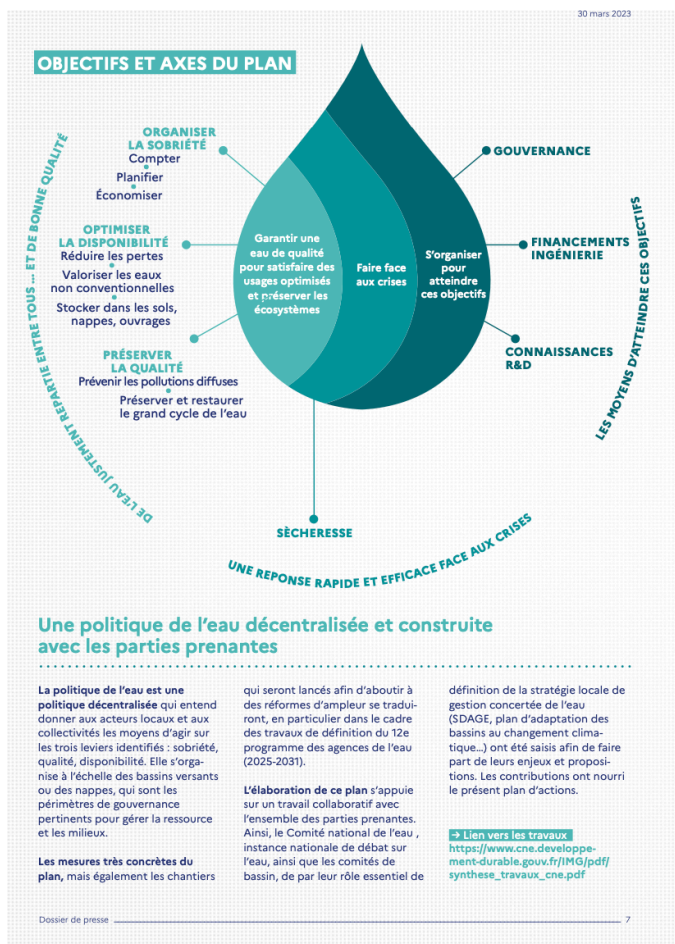 30 mars 2023
OBJECTIFS ET AXES DU PLAN
ORGANISER
LA SOBRIÉTÉ
Compter
Planifier
Économiser
OPTIMISER
LA DISPONIBILITÉ
Réduire les pertes
Valoriser les eaux
non conventionnelles
Stocker dans les sols,
nappes, ouvrages
PRÉSERVER
LA QUALITÉ
Prévenir les pollutions diffuses
Préserver et restaurer
le grand cycle de l'eau
DE L'EAU JUSTEMENT REPARTIE ENTRE TOUS ... ET DE BONNE QUALITÉ
Garantir une
eau de qualité
pour satisfaire des
usages optimisés
et préserver les
écosystèmes
Faire face
aux crises
S'organiser
pour
atteindre
ces objectifs
GOUVERNANCE
FINANCEMENTS
INGÉNIERIE
CONNAISSANCES
R&D
LES MOYENS D'ATTEINDRE CES OBJECTIFS
SÈCHERESSE
UNE REPONSE RAPIDE ET EFFICACE FACE AUX CRISES
Une politique de l'eau décentralisée et construite
avec les parties prenantes
La politique de l'eau est une
politique décentralisée qui entend
donner aux acteurs locaux et aux
collectivités les moyens d'agir sur
les trois leviers identifiés : sobriété,
qualité, disponibilité. Elle s'orga-
nise à l'échelle des bassins versants
ou des nappes, qui sont les
périmètres de gouvernance
pertinents pour gérer la ressource
et les milieux.
Les mesures très concrètes du
plan, mais également les chantiers
qui seront lancés afin d'aboutir à
des réformes d'ampleur se tradui-
ront, en particulier dans le cadre
des travaux de définition du 12e
programme des agences de l'eau
(2025-2031).
L'élaboration de ce plan s'appuie
sur un travail collaboratif avec
l'ensemble des parties prenantes.
Ainsi, le Comité national de l'eau ,
instance nationale de débat sur
l'eau, ainsi que les comités de
bassin, de par leur rôle essentiel de
définition de la stratégie locale de
gestion concertée de l'eau
(SDAGE, plan d'adaptation des
bassins au changement clima-
tique…) ont été saisis afin de faire
part de leurs enjeux et proposi-
tions. Les contributions ont nourri
le présent plan d'actions.
→ Lien vers les travaux
https://www.cne.developpe-
ment-durable.gouv.fr/IMG/pdf/
synthese_travaux_cne.pdf
Dossier de presse
7